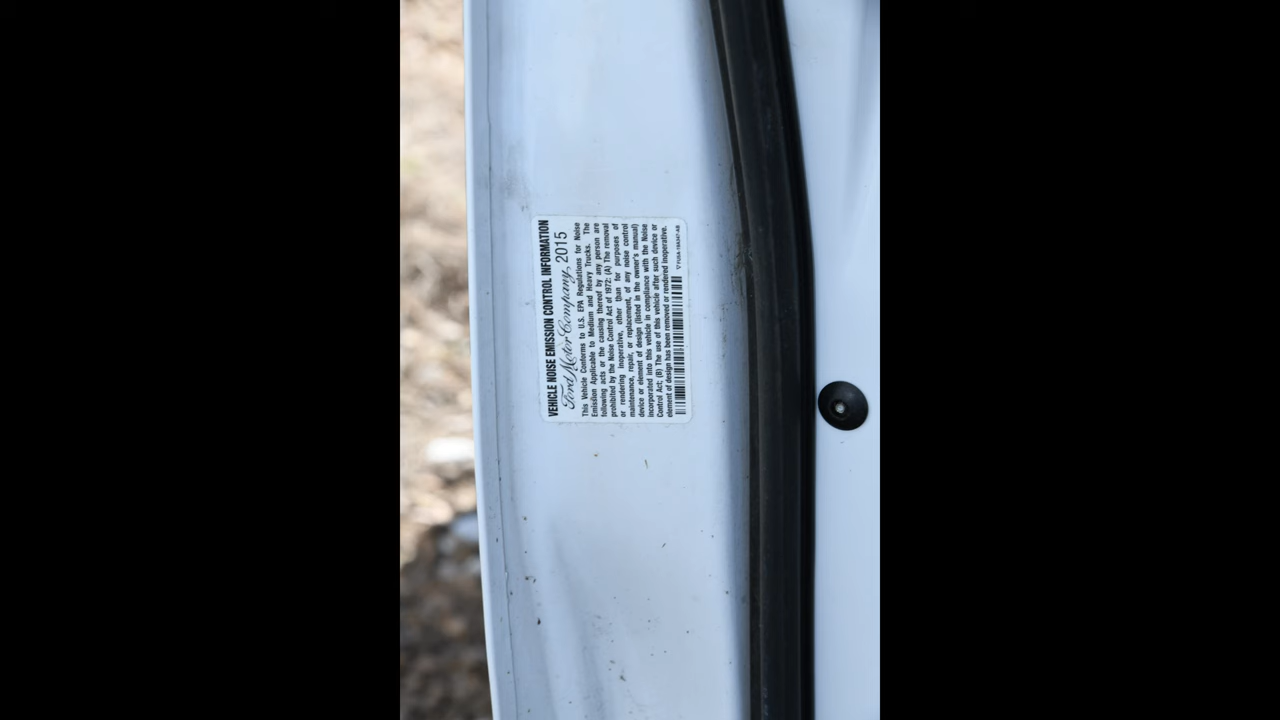 VEHICLE NOISE EMISSION CONTROL INFORMATION
Ford Motor Company, 2015
This Vehicle Conforms to U.S. EPA Regulations for Noise
Emission Applicable to Medium and Heavy Trucks. The
following acts or the causing thereof by any person are
prohibited by the Noise Control Act of 1972: (A) The removal
or rendering inoperative, other than for purposes of
maintenance, repair, or replacement, of any noise control
device or element of design (listed in the owner's manual)
incorporated into this vehicle in compliance with the Noise
Control Act; (B) The use of this vehicle after such device or
element of design has been removed or rendered inoperative.